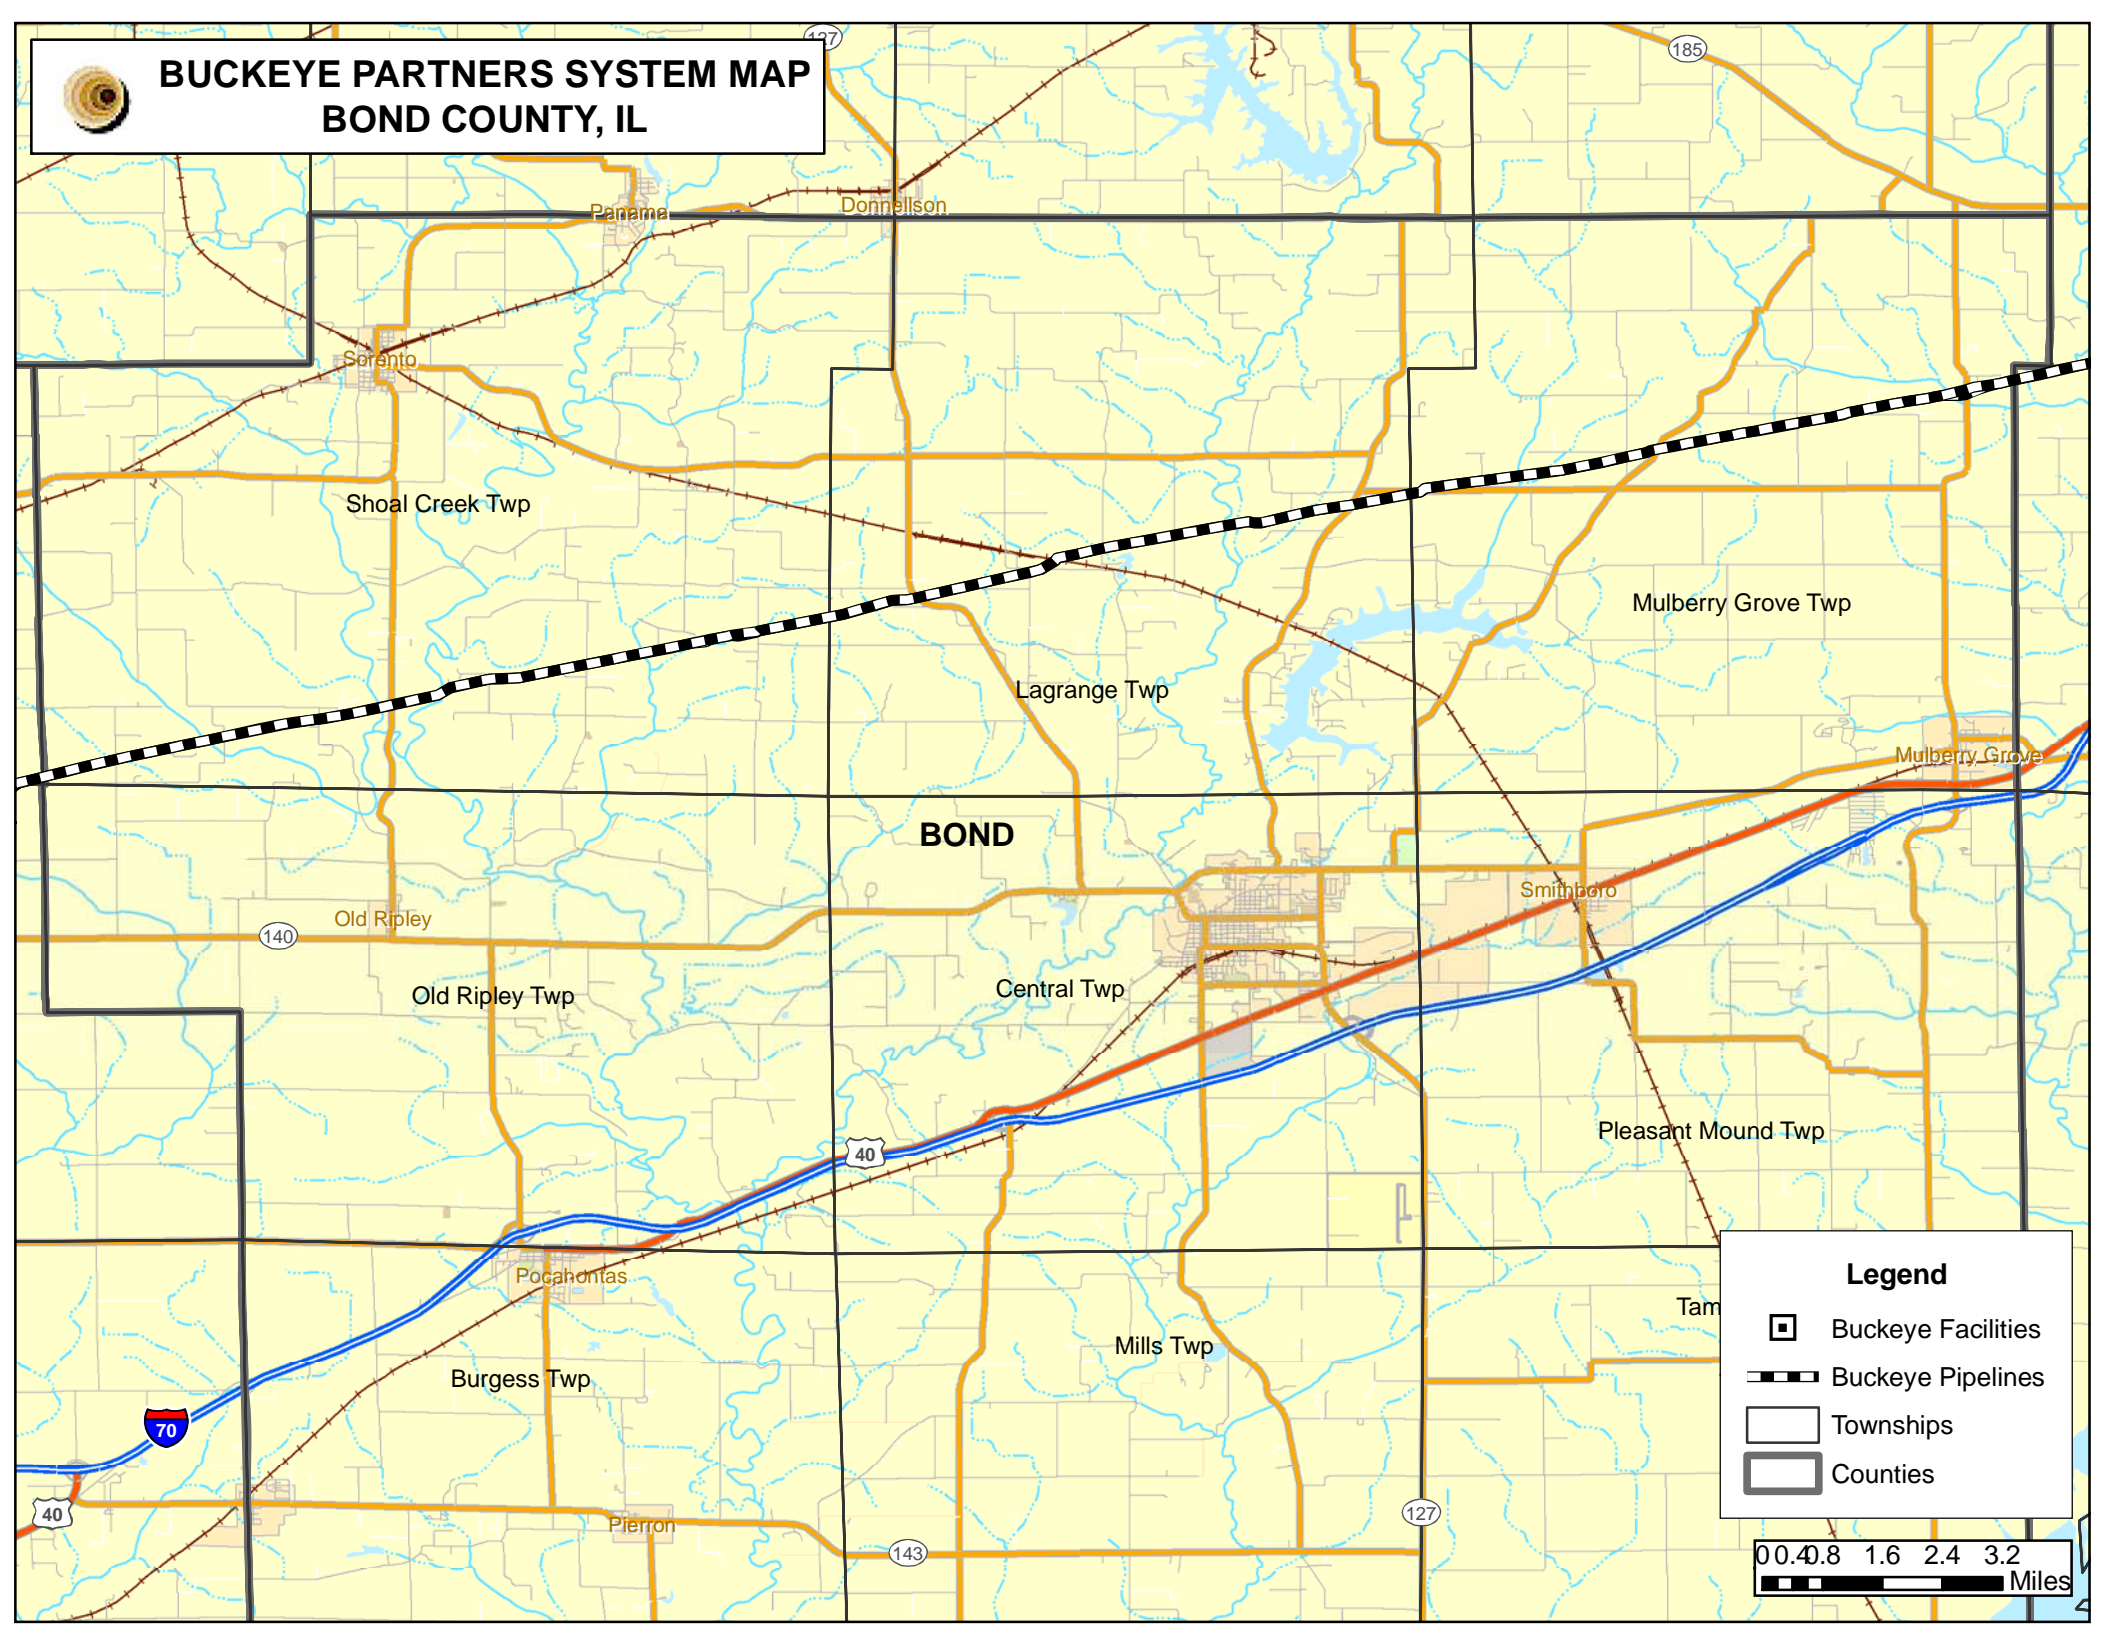 127
185
BUCKEYE PARTNERS SYSTEM MAP
BOND COUNTY, IL
Panama
Donnellson
Sorento
Shoal Creek Twp
Mulberry Grove Twp
Lagrange Twp
Mulberry Grove
BOND
Smithboro
Old Ripley
140
Old Ripley Twp
Central Twp
Pleasant Mound Twp
40
Pocahontas
Legend
Tam
Buckeye Facilities
Mills Twp
Burgess Twp
Buckeye Pipelines
70
Townships
Counties
40
Pierron
127
143
0 0.4 0.8 1.6 2.4 3.2
Miles